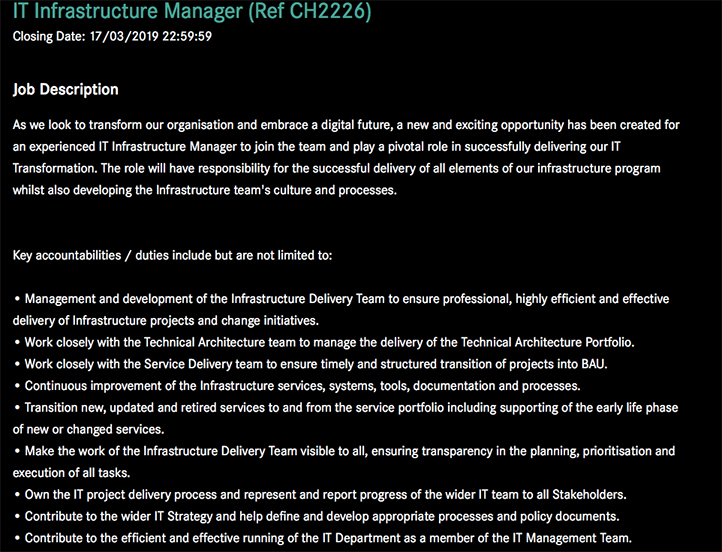 IT Infrastructure Manager (Ref CH2226)
Closing Date: 17/03/2019 22:59:59
Job Description
As we look to transform our organisation and embrace a digital future, a new and exciting opportunity has been created for
an experienced IT Infrastructure Manager to join the team and play a pivotal role in successfully delivering our IT
Transformation. The role will have responsibility for the successful delivery of all elements of our infrastructure program
whilst also developing the Infrastructure team's culture and processes.
Key accountabilities / duties include but are not limited to:
• Management and development of the Infrastructure Delivery Team to ensure professional, highly efficient and effective
delivery of Infrastructure projects and change initiatives.
• Work closely with the Technical Architecture team to manage the delivery of the Technical Architecture Portfolio.
• Work closely with the Service Delivery team to ensure timely and structured transition of projects into BAU.
• Continuous improvement of the Infrastructure services, systems, tools, documentation and processes.
• Transition new, updated and retired services to and from the service portfolio including supporting of the early life phase
of new or changed services.
• Make the work of the Infrastructure Delivery Team visible to all, ensuring transparency in the planning, prioritisation and
execution of all tasks.
• Own the IT project delivery process and represent and report progress of the wider IT team to all Stakeholders.
• Contribute to the wider IT Strategy and help define and develop appropriate processes and policy documents.
• Contribute to the efficient and effective running of the IT Department as a member of the IT Management Team.